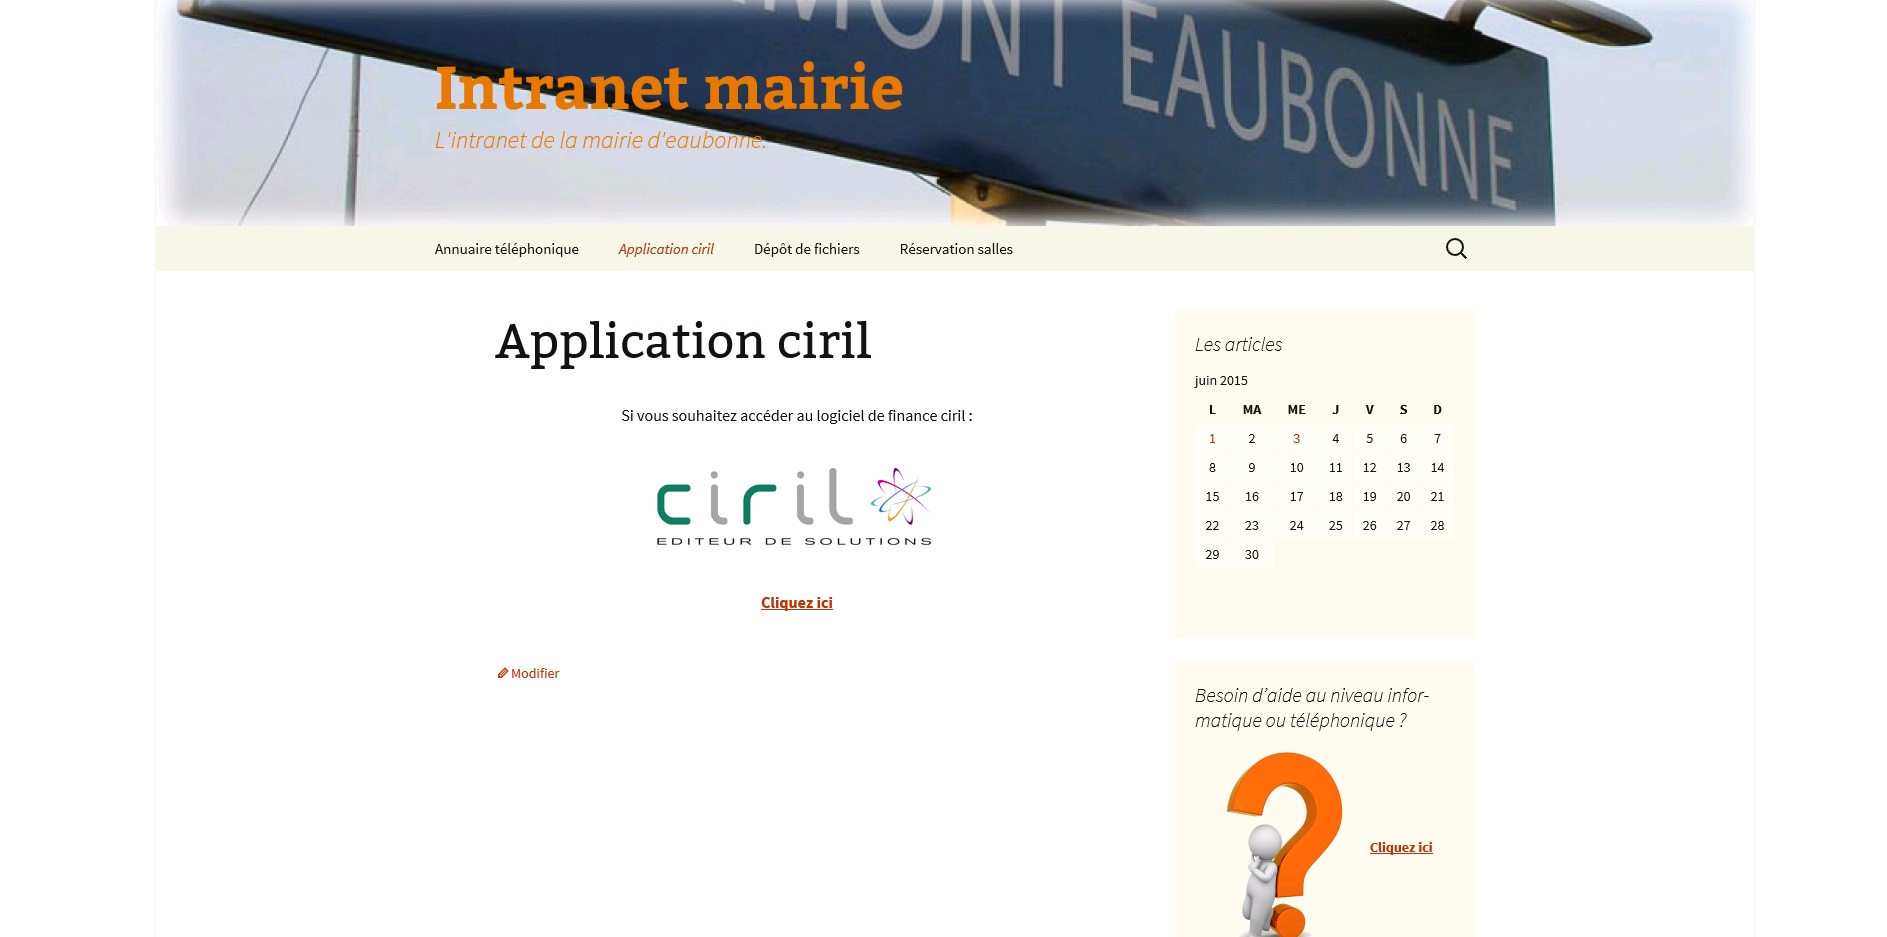 MONT EAUBONNE
Intranet mairie
L'intranet de la mairie d'eaubonne.
Annuaire téléphonique Application ciril Dépôt de fichiers Réservation salles
Application ciril
Si vous souhaitez accéder au logiciel de finance ciril :
ciril
EDITEUR DE SOLUTIONS
Cliquez ici
Modifier
Les articles
juin 2015
L MA ME J V S D
1 2 3 4 5 6 7
8 9 10 11 12 13 14
15 16 17 18 19 20 21
22 23 24 25 26 27 28
29 30
Besoin d’aide au niveau infor-
matique ou téléphonique ?
Cliquez ici